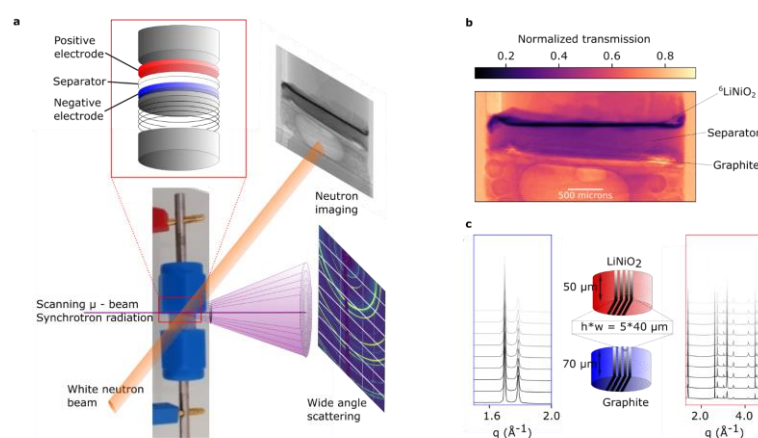 a
Positive
electrode
Separator
Negative
electrode
Neutron
imaging
Scanning μ - beam
Synchrotron radiation
White neutron
beam
Wide angle
scattering
b
Normalized transmission
0.2 0.4 0.6 0.8
⁶LiNiO₂
Separator
Graphite
500 microns
c
LiNiO₂
50 μm
h*w = 5*40 μm
70 μm
Graphite
1.6 2.0
q (Å⁻¹)
2.0 4.0
q (Å⁻¹)